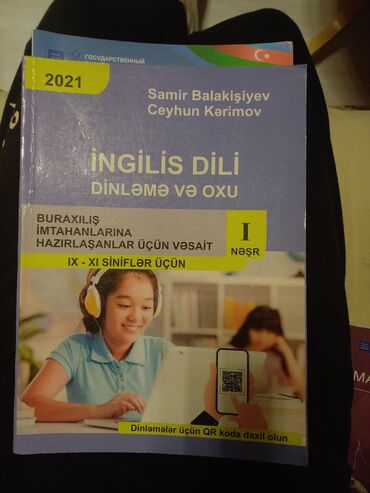 ГОСУДАРСТВЕННЫЙ
2021
Samir Balakişiyev
Ceyhun Kərimov
İNGİLİS DİLİ
DİNLƏMƏ VƏ OXU
BURAXILIŞ
İMTAHANLARINA
HAZIRLAŞANLAR ÜÇÜN VƏSAİT
I
NƏŞR
IX - XI SİNİFLƏR ÜÇÜN
Dinləmələr üçün QR koda daxil olun
MA